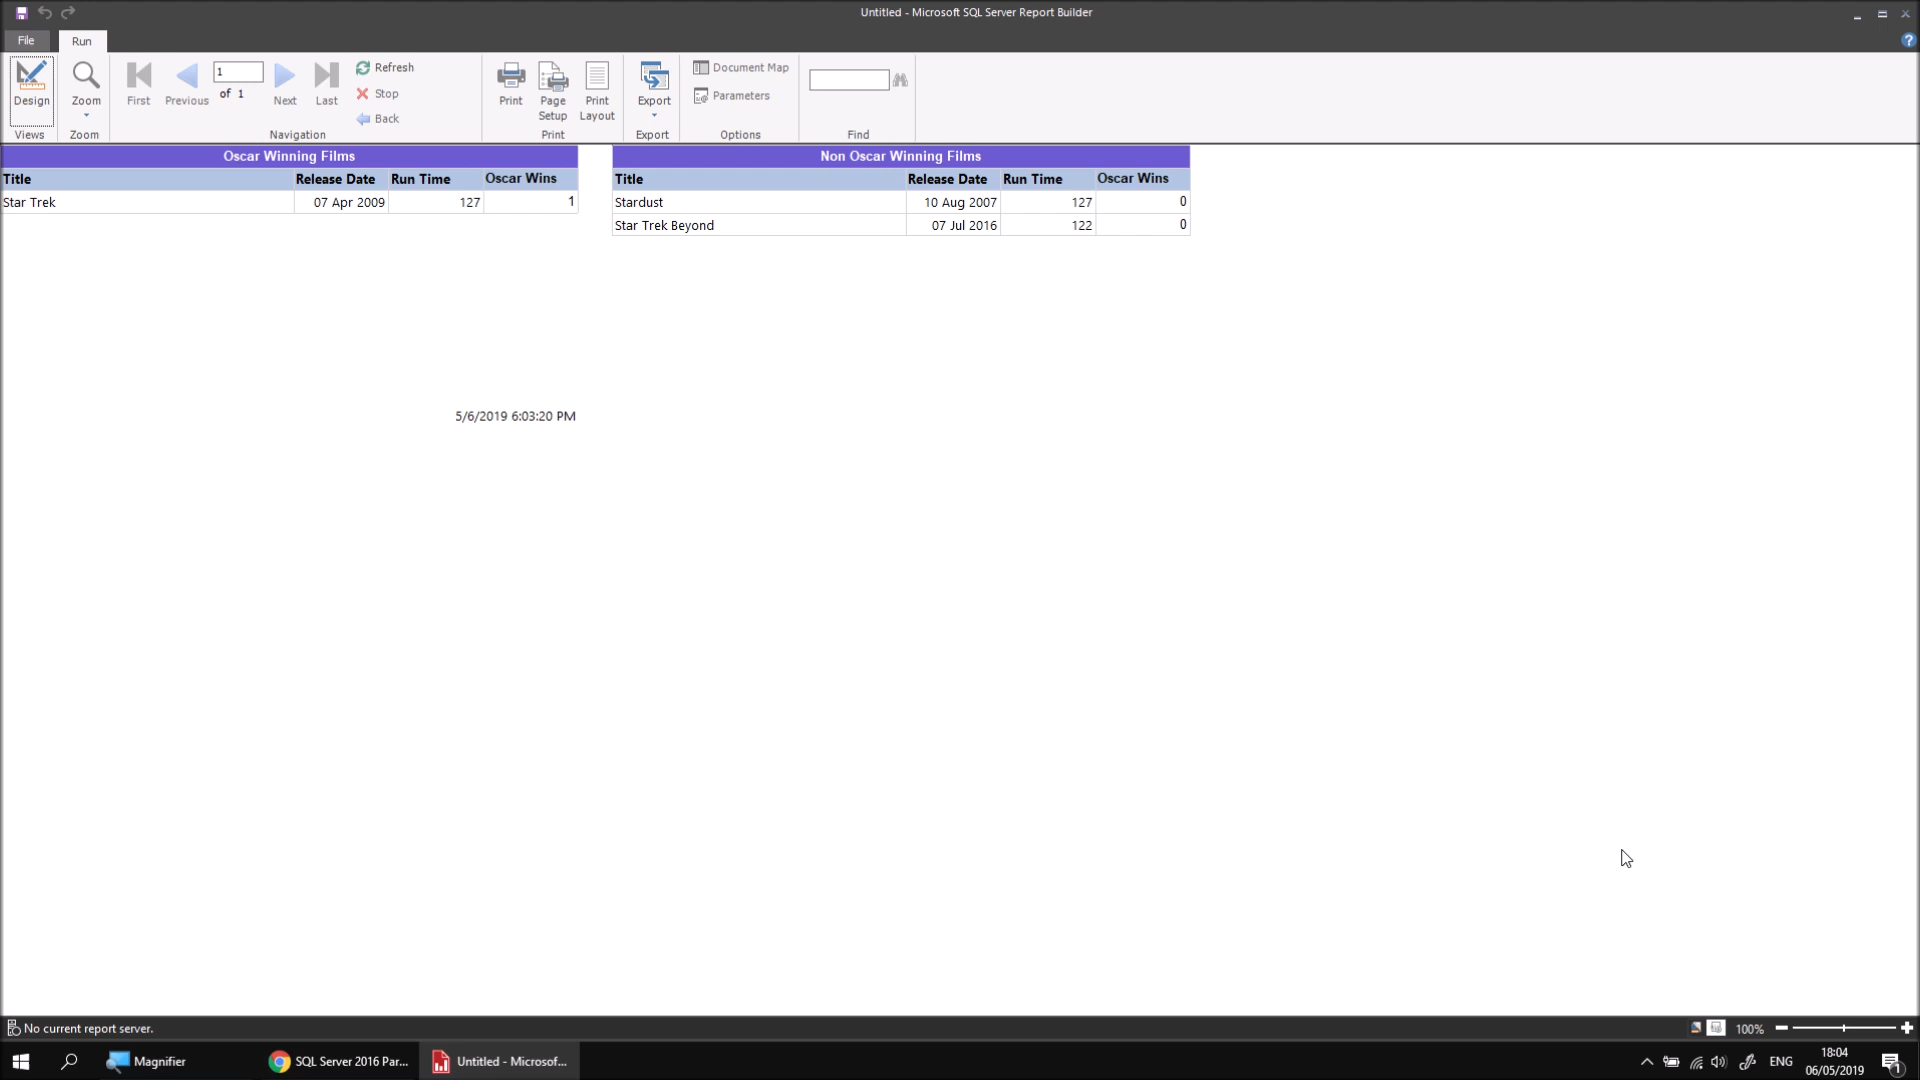 Untitled - Microsoft SQL Server Report Builder
File
Run
Design
Views
Zoom
Zoom
First
Previous
1
of 1
Next
Last
Refresh
Stop
Back
Navigation
Print
Page Setup
Print Layout
Print
Export
Export
Document Map
Parameters
Options
Find
Oscar Winning Films
Title Release Date Run Time Oscar Wins
Star Trek 07 Apr 2009 127 1
Non Oscar Winning Films
Title Release Date Run Time Oscar Wins
Stardust 10 Aug 2007 127 0
Star Trek Beyond 07 Jul 2016 122 0
5/6/2019 6:03:20 PM
No current report server.
100%
Magnifier
SQL Server 2016 Par...
Untitled - Microsof...
ENG
18:04
06/05/2019
1